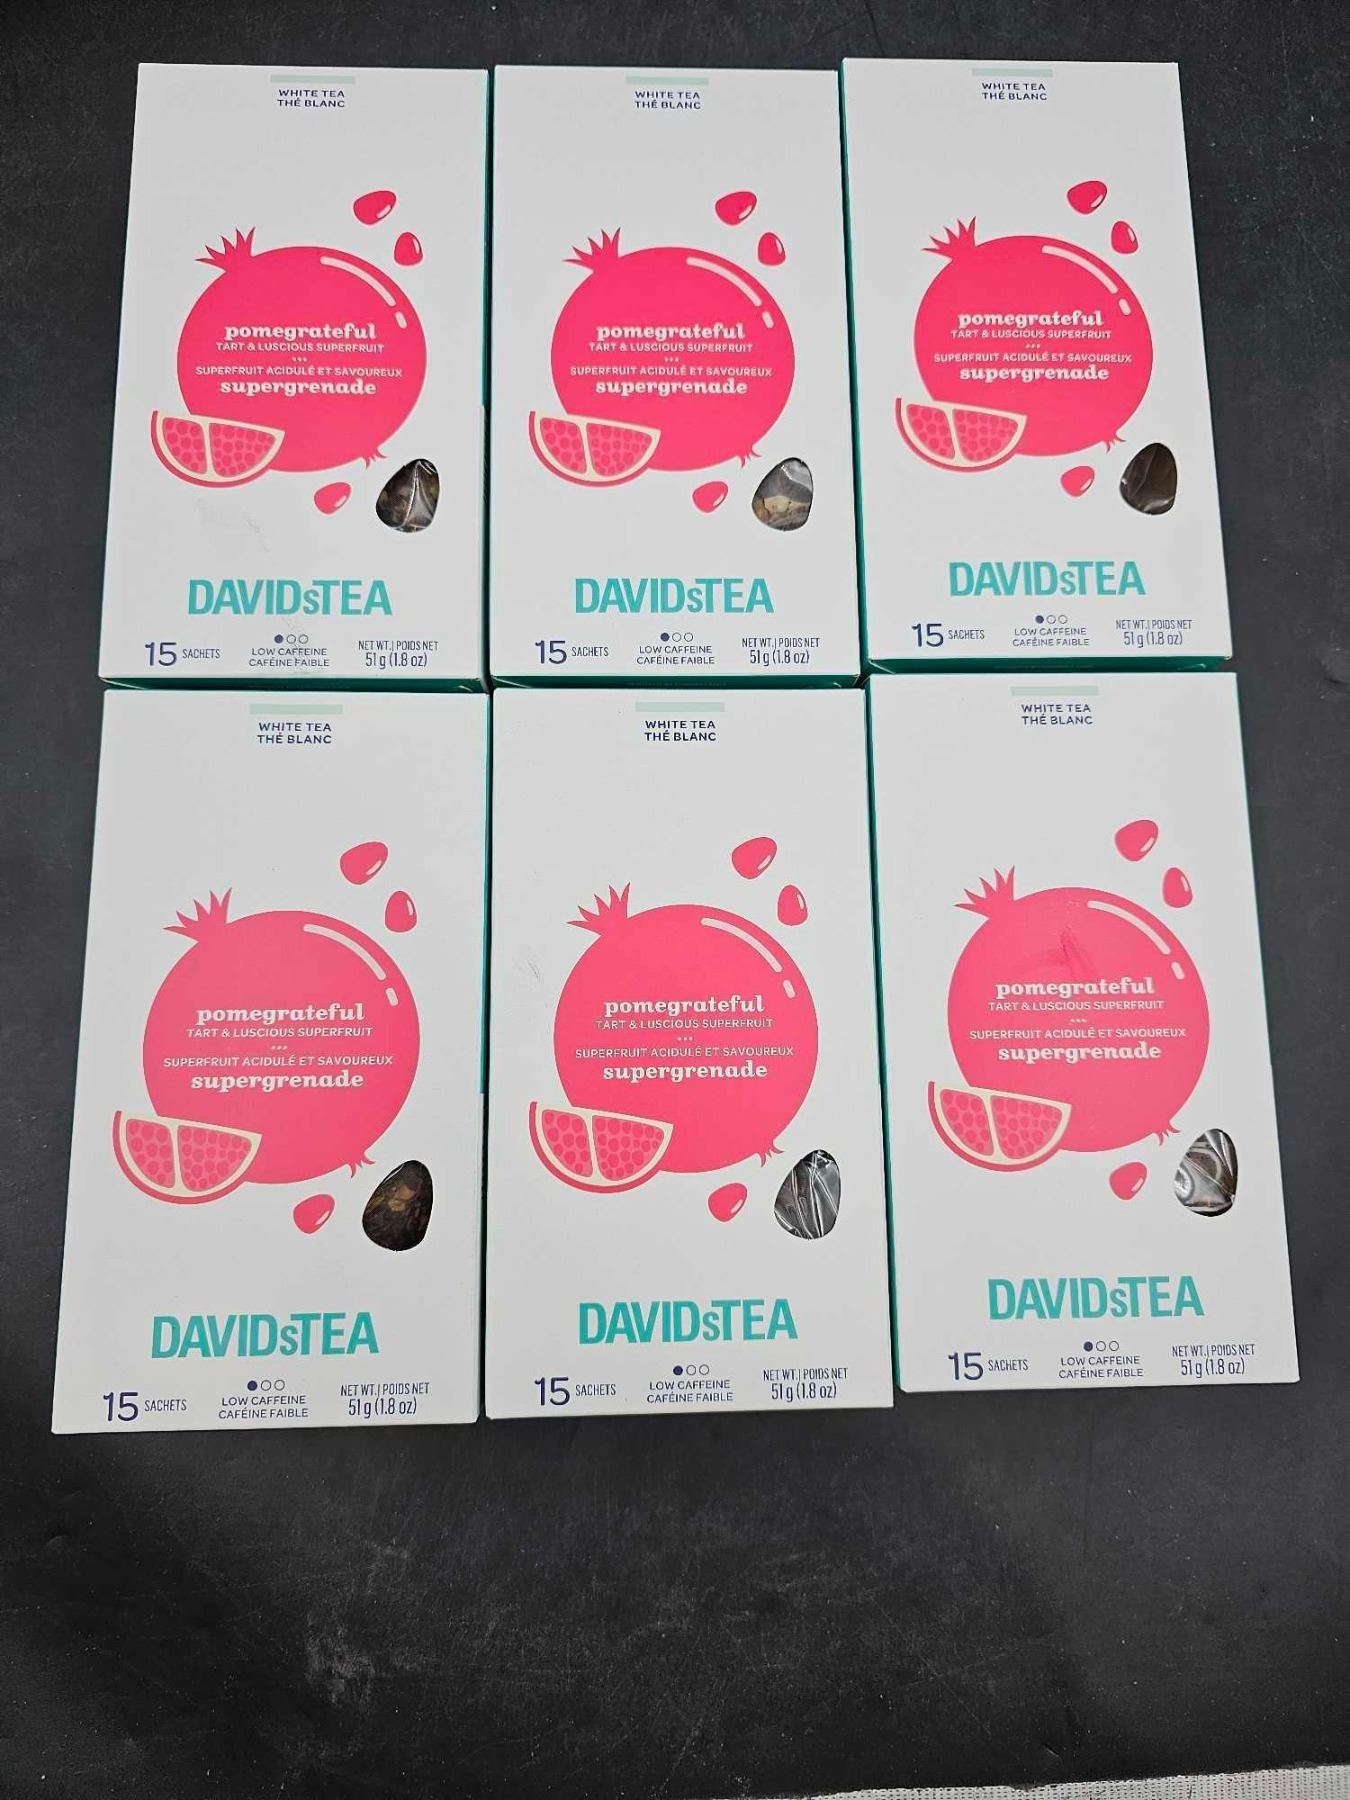 WHITE TEA
THÉ BLANC
pomegrateful
TART & LUSCIOUS SUPERFRUIT
SUPERFRUIT ACIDULÉ ET SAVOUREUX
supergrenade
DAVIDsTEA
15 SACHETS
LOW CAFFEINE
CAFÉINE FAIBLE
NET WT. | POIDS NET
51 g (1.8 oz)
WHITE TEA
THÉ BLANC
pomegrateful
TART & LUSCIOUS SUPERFRUIT
SUPERFRUIT ACIDULÉ ET SAVOUREUX
supergrenade
DAVIDsTEA
15 SACHETS
LOW CAFFEINE
CAFÉINE FAIBLE
NET WT. | POIDS NET
51 g (1.8 oz)
WHITE TEA
THÉ BLANC
pomegrateful
TART & LUSCIOUS SUPERFRUIT
SUPERFRUIT ACIDULÉ ET SAVOUREUX
supergrenade
DAVIDsTEA
15 SACHETS
LOW CAFFEINE
CAFÉINE FAIBLE
NET WT. | POIDS NET
51 g (1.8 oz)
WHITE TEA
THÉ BLANC
pomegrateful
TART & LUSCIOUS SUPERFRUIT
SUPERFRUIT ACIDULÉ ET SAVOUREUX
supergrenade
DAVIDsTEA
15 SACHETS
LOW CAFFEINE
CAFÉINE FAIBLE
NET WT. | POIDS NET
51 g (1.8 oz)
WHITE TEA
THÉ BLANC
pomegrateful
TART & LUSCIOUS SUPERFRUIT
SUPERFRUIT ACIDULÉ ET SAVOUREUX
supergrenade
DAVIDsTEA
15 SACHETS
LOW CAFFEINE
CAFÉINE FAIBLE
NET WT. | POIDS NET
51 g (1.8 oz)
WHITE TEA
THÉ BLANC
pomegrateful
TART & LUSCIOUS SUPERFRUIT
SUPERFRUIT ACIDULÉ ET SAVOUREUX
supergrenade
DAVIDsTEA
15 SACHETS
LOW CAFFEINE
CAFÉINE FAIBLE
NET WT. | POIDS NET
51 g (1.8 oz)